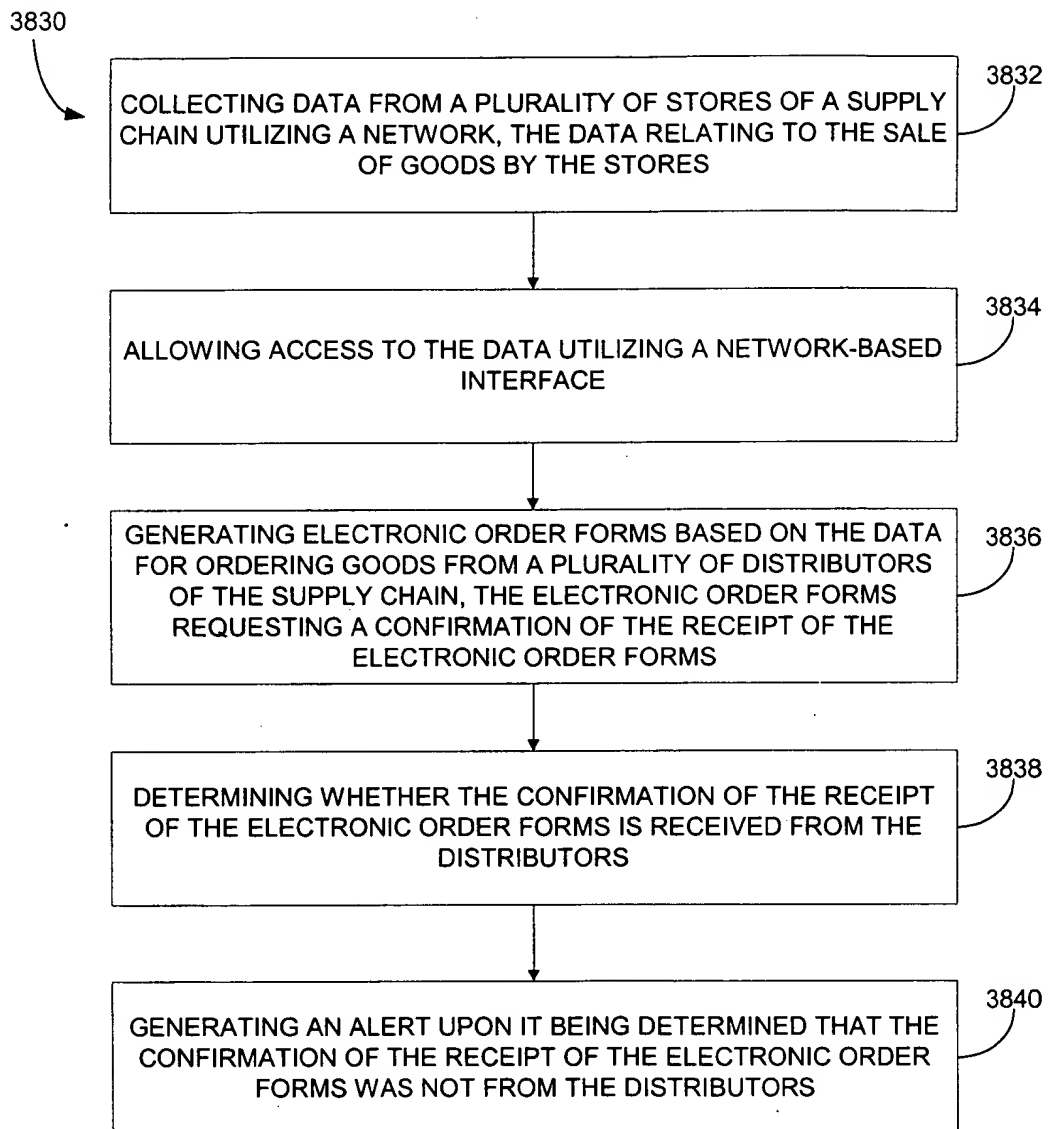 3830
3832
COLLECTING DATA FROM A PLURALITY OF STORES OF A SUPPLY
CHAIN UTILIZING A NETWORK, THE DATA RELATING TO THE SALE
OF GOODS BY THE STORES
3834
ALLOWING ACCESS TO THE DATA UTILIZING A NETWORK-BASED
INTERFACE
3836
GENERATING ELECTRONIC ORDER FORMS BASED ON THE DATA
FOR ORDERING GOODS FROM A PLURALITY OF DISTRIBUTORS
OF THE SUPPLY CHAIN, THE ELECTRONIC ORDER FORMS
REQUESTING A CONFIRMATION OF THE RECEIPT OF THE
ELECTRONIC ORDER FORMS
3838
DETERMINING WHETHER THE CONFIRMATION OF THE RECEIPT
OF THE ELECTRONIC ORDER FORMS IS RECEIVED FROM THE
DISTRIBUTORS
3840
GENERATING AN ALERT UPON IT BEING DETERMINED THAT THE
CONFIRMATION OF THE RECEIPT OF THE ELECTRONIC ORDER
FORMS WAS NOT FROM THE DISTRIBUTORS